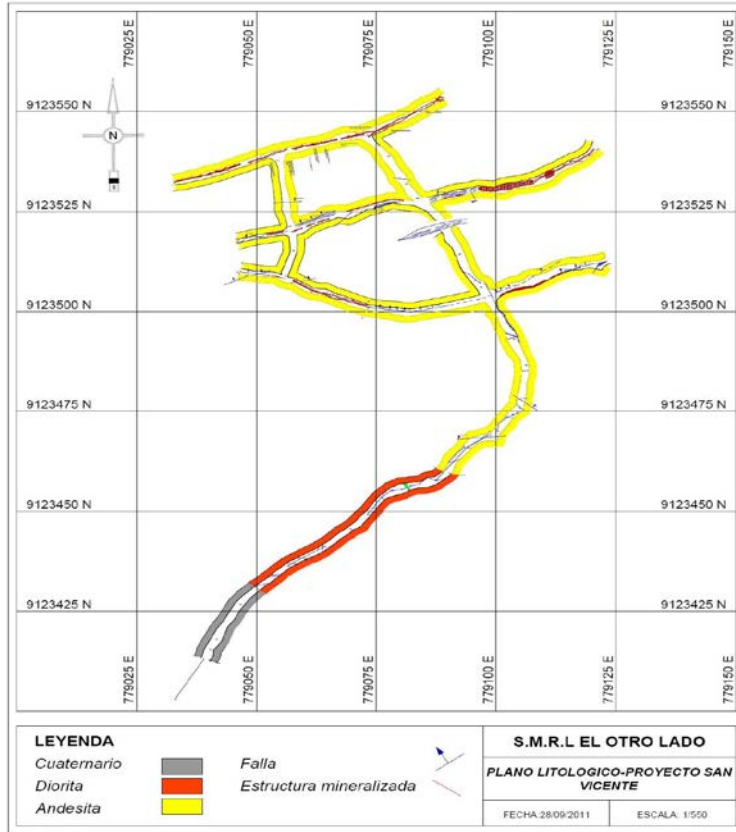 779025 E
779050 E
779075 E
779100 E
779125 E
779150 E
9123550 N
9123550 N
N
9123525 N
9123525 N
9123500 N
9123500 N
9123475 N
9123475 N
9123450 N
9123450 N
9123425 N
9123425 N
779025 E
779050 E
779075 E
779100 E
779125 E
779150 E
LEYENDA
Cuaternario
Diorita
Andesita
Falla
Estructura mineralizada
S.M.R.L EL OTRO LADO
PLANO LITOLOGICO-PROYECTO SAN
VICENTE
FECHA:28/09/2011
ESCALA: 1/550